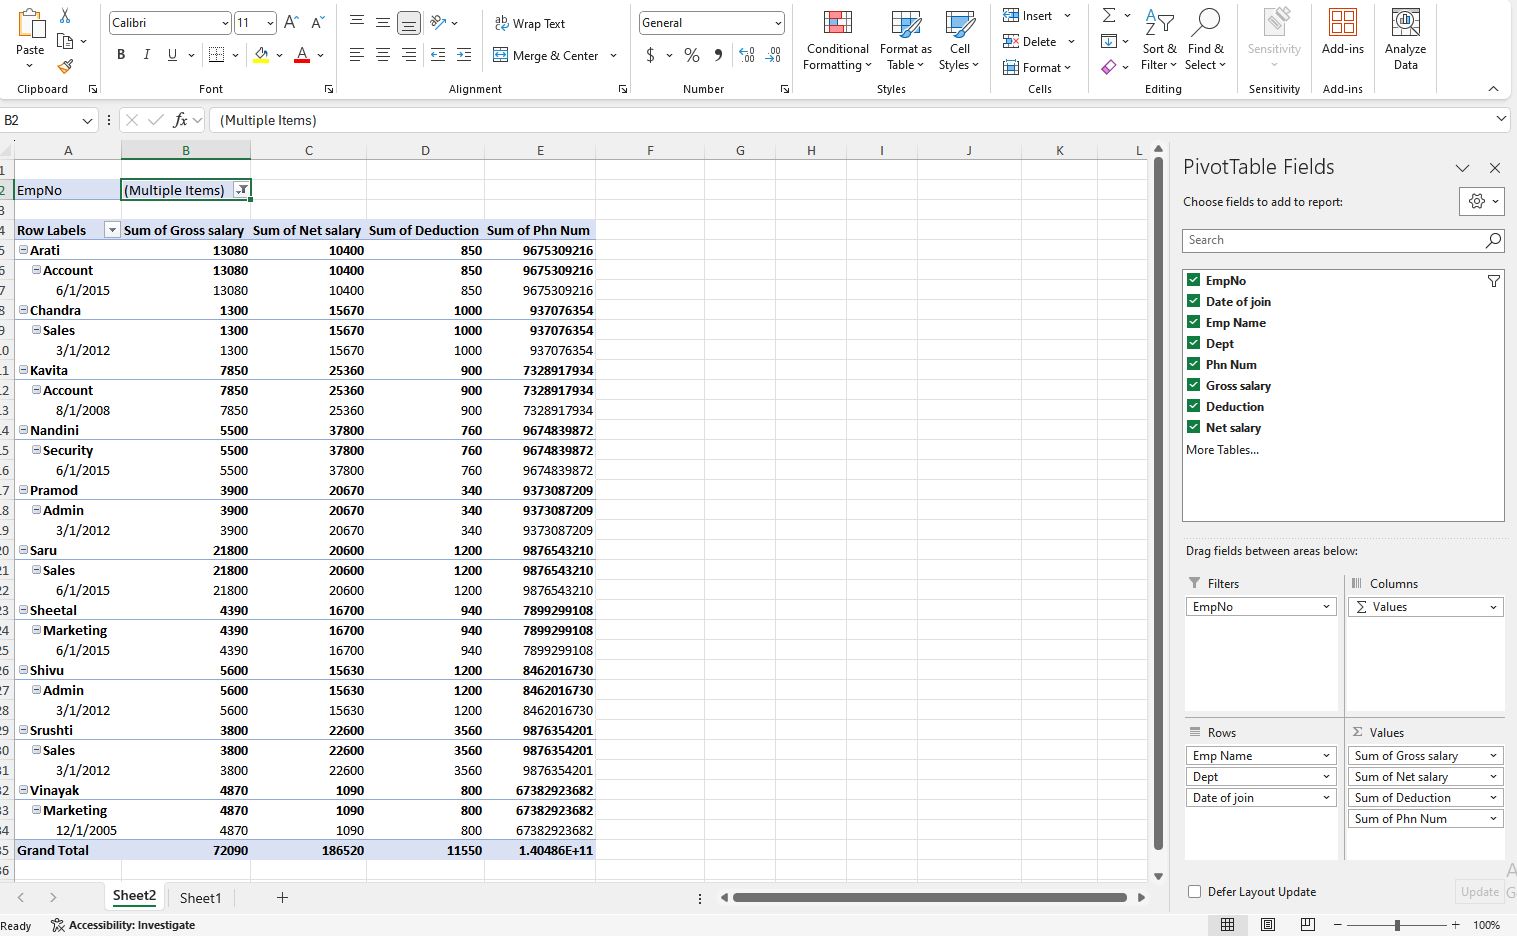 Calibri 11 A A ab Wrap Text General Insert Σ A Z
Paste B I U A Merge & Center $ % , .00 .00 Conditional Format as Cell Delete Sort & Find & Sensitivity Add-ins Analyze
Formatting Table Styles Format Filter Select Data
Clipboard Font Alignment Number Styles Cells Editing Sensitivity Add-ins
B2 fx (Multiple Items)
A B C D E F G H I J K L
1
2 EmpNo (Multiple Items)
3
4 Row Labels Sum of Gross salary Sum of Net salary Sum of Deduction Sum of Phn Num
5 Arati 13080 10400 850 9675309216
6 Account 13080 10400 850 9675309216
7 6/1/2015 13080 10400 850 9675309216
8 Chandra 1300 15670 1000 937076354
9 Sales 1300 15670 1000 937076354
0 3/1/2012 1300 15670 1000 937076354
1 Kavita 7850 25360 900 7328917934
2 Account 7850 25360 900 7328917934
3 8/1/2008 7850 25360 900 7328917934
4 Nandini 5500 37800 760 9674839872
5 Security 5500 37800 760 9674839872
6 6/1/2015 5500 37800 760 9674839872
7 Pramod 3900 20670 340 9373087209
8 Admin 3900 20670 340 9373087209
9 3/1/2012 3900 20670 340 9373087209
20 Saru 21800 20600 1200 9876543210
21 Sales 21800 20600 1200 9876543210
22 6/1/2015 21800 20600 1200 9876543210
23 Sheetal 4390 16700 940 7899299108
24 Marketing 4390 16700 940 7899299108
25 6/1/2015 4390 16700 940 7899299108
26 Shivu 5600 15630 1200 8462016730
27 Admin 5600 15630 1200 8462016730
28 3/1/2012 5600 15630 1200 8462016730
29 Srushti 3800 22600 3560 9876354201
30 Sales 3800 22600 3560 9876354201
31 3/1/2012 3800 22600 3560 9876354201
32 Vinayak 4870 1090 800 67382923682
33 Marketing 4870 1090 800 67382923682
34 12/1/2005 4870 1090 800 67382923682
35 Grand Total 72090 186520 11550 1.40486E+11
36
PivotTable Fields
Choose fields to add to report:
Search
EmpNo
Date of join
Emp Name
Dept
Phn Num
Gross salary
Deduction
Net salary
More Tables...
Drag fields between areas below:
Filters
EmpNo
Columns
Σ Values
Rows
Emp Name
Dept
Date of join
Σ Values
Sum of Gross salary
Sum of Net salary
Sum of Deduction
Sum of Phn Num
Defer Layout Update Update
Sheet2 Sheet1 +
Ready Accessibility: Investigate 100%